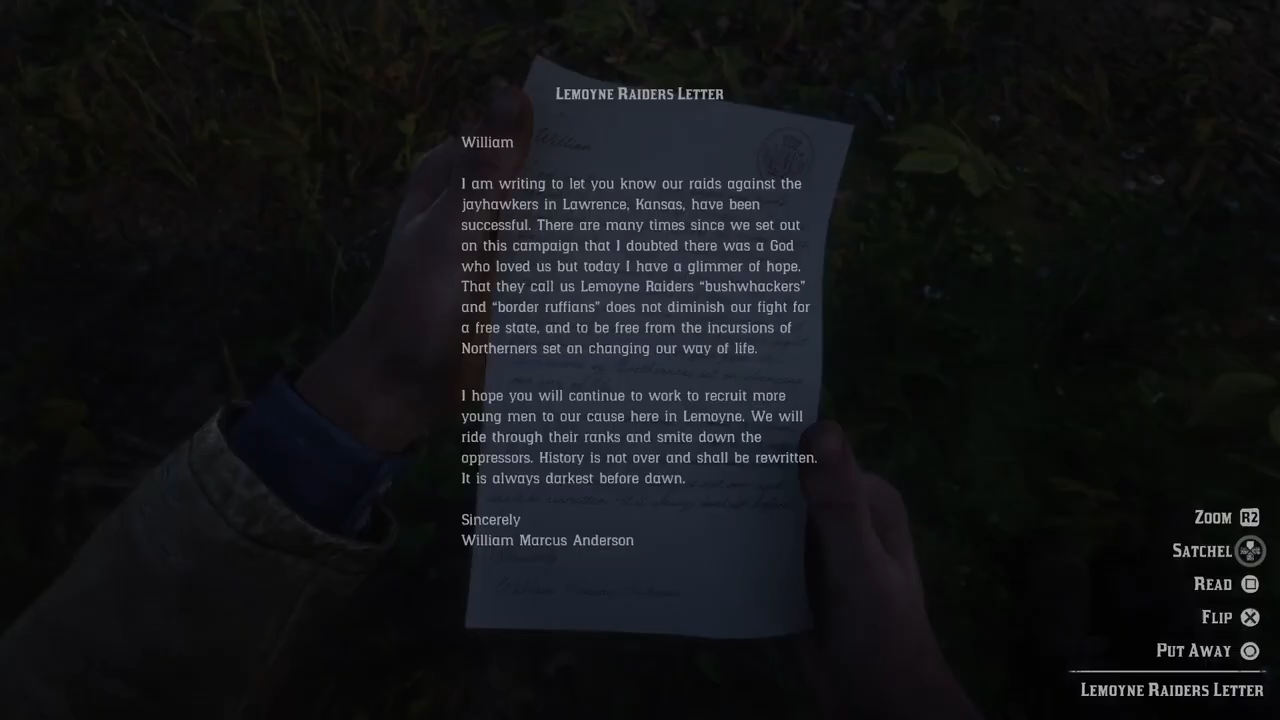 LEMOYNE RAIDERS LETTER
William
I am writing to let you know our raids against the
jayhawkers in Lawrence, Kansas, have been
successful. There are many times since we set out
on this campaign that I doubted there was a God
who loved us but today I have a glimmer of hope.
That they call us Lemoyne Raiders "bushwhackers"
and "border ruffians" does not diminish our fight for
a free state, and to be free from the incursions of
Northerners set on changing our way of life.
I hope you will continue to work to recruit more
young men to our cause here in Lemoyne. We will
ride through their ranks and smite down the
oppressors. History is not over and shall be rewritten.
It is always darkest before dawn.
Sincerely
William Marcus Anderson
William
ZOOM R2
SATCHEL
READ
FLIP
PUT AWAY
LEMOYNE RAIDERS LETTER